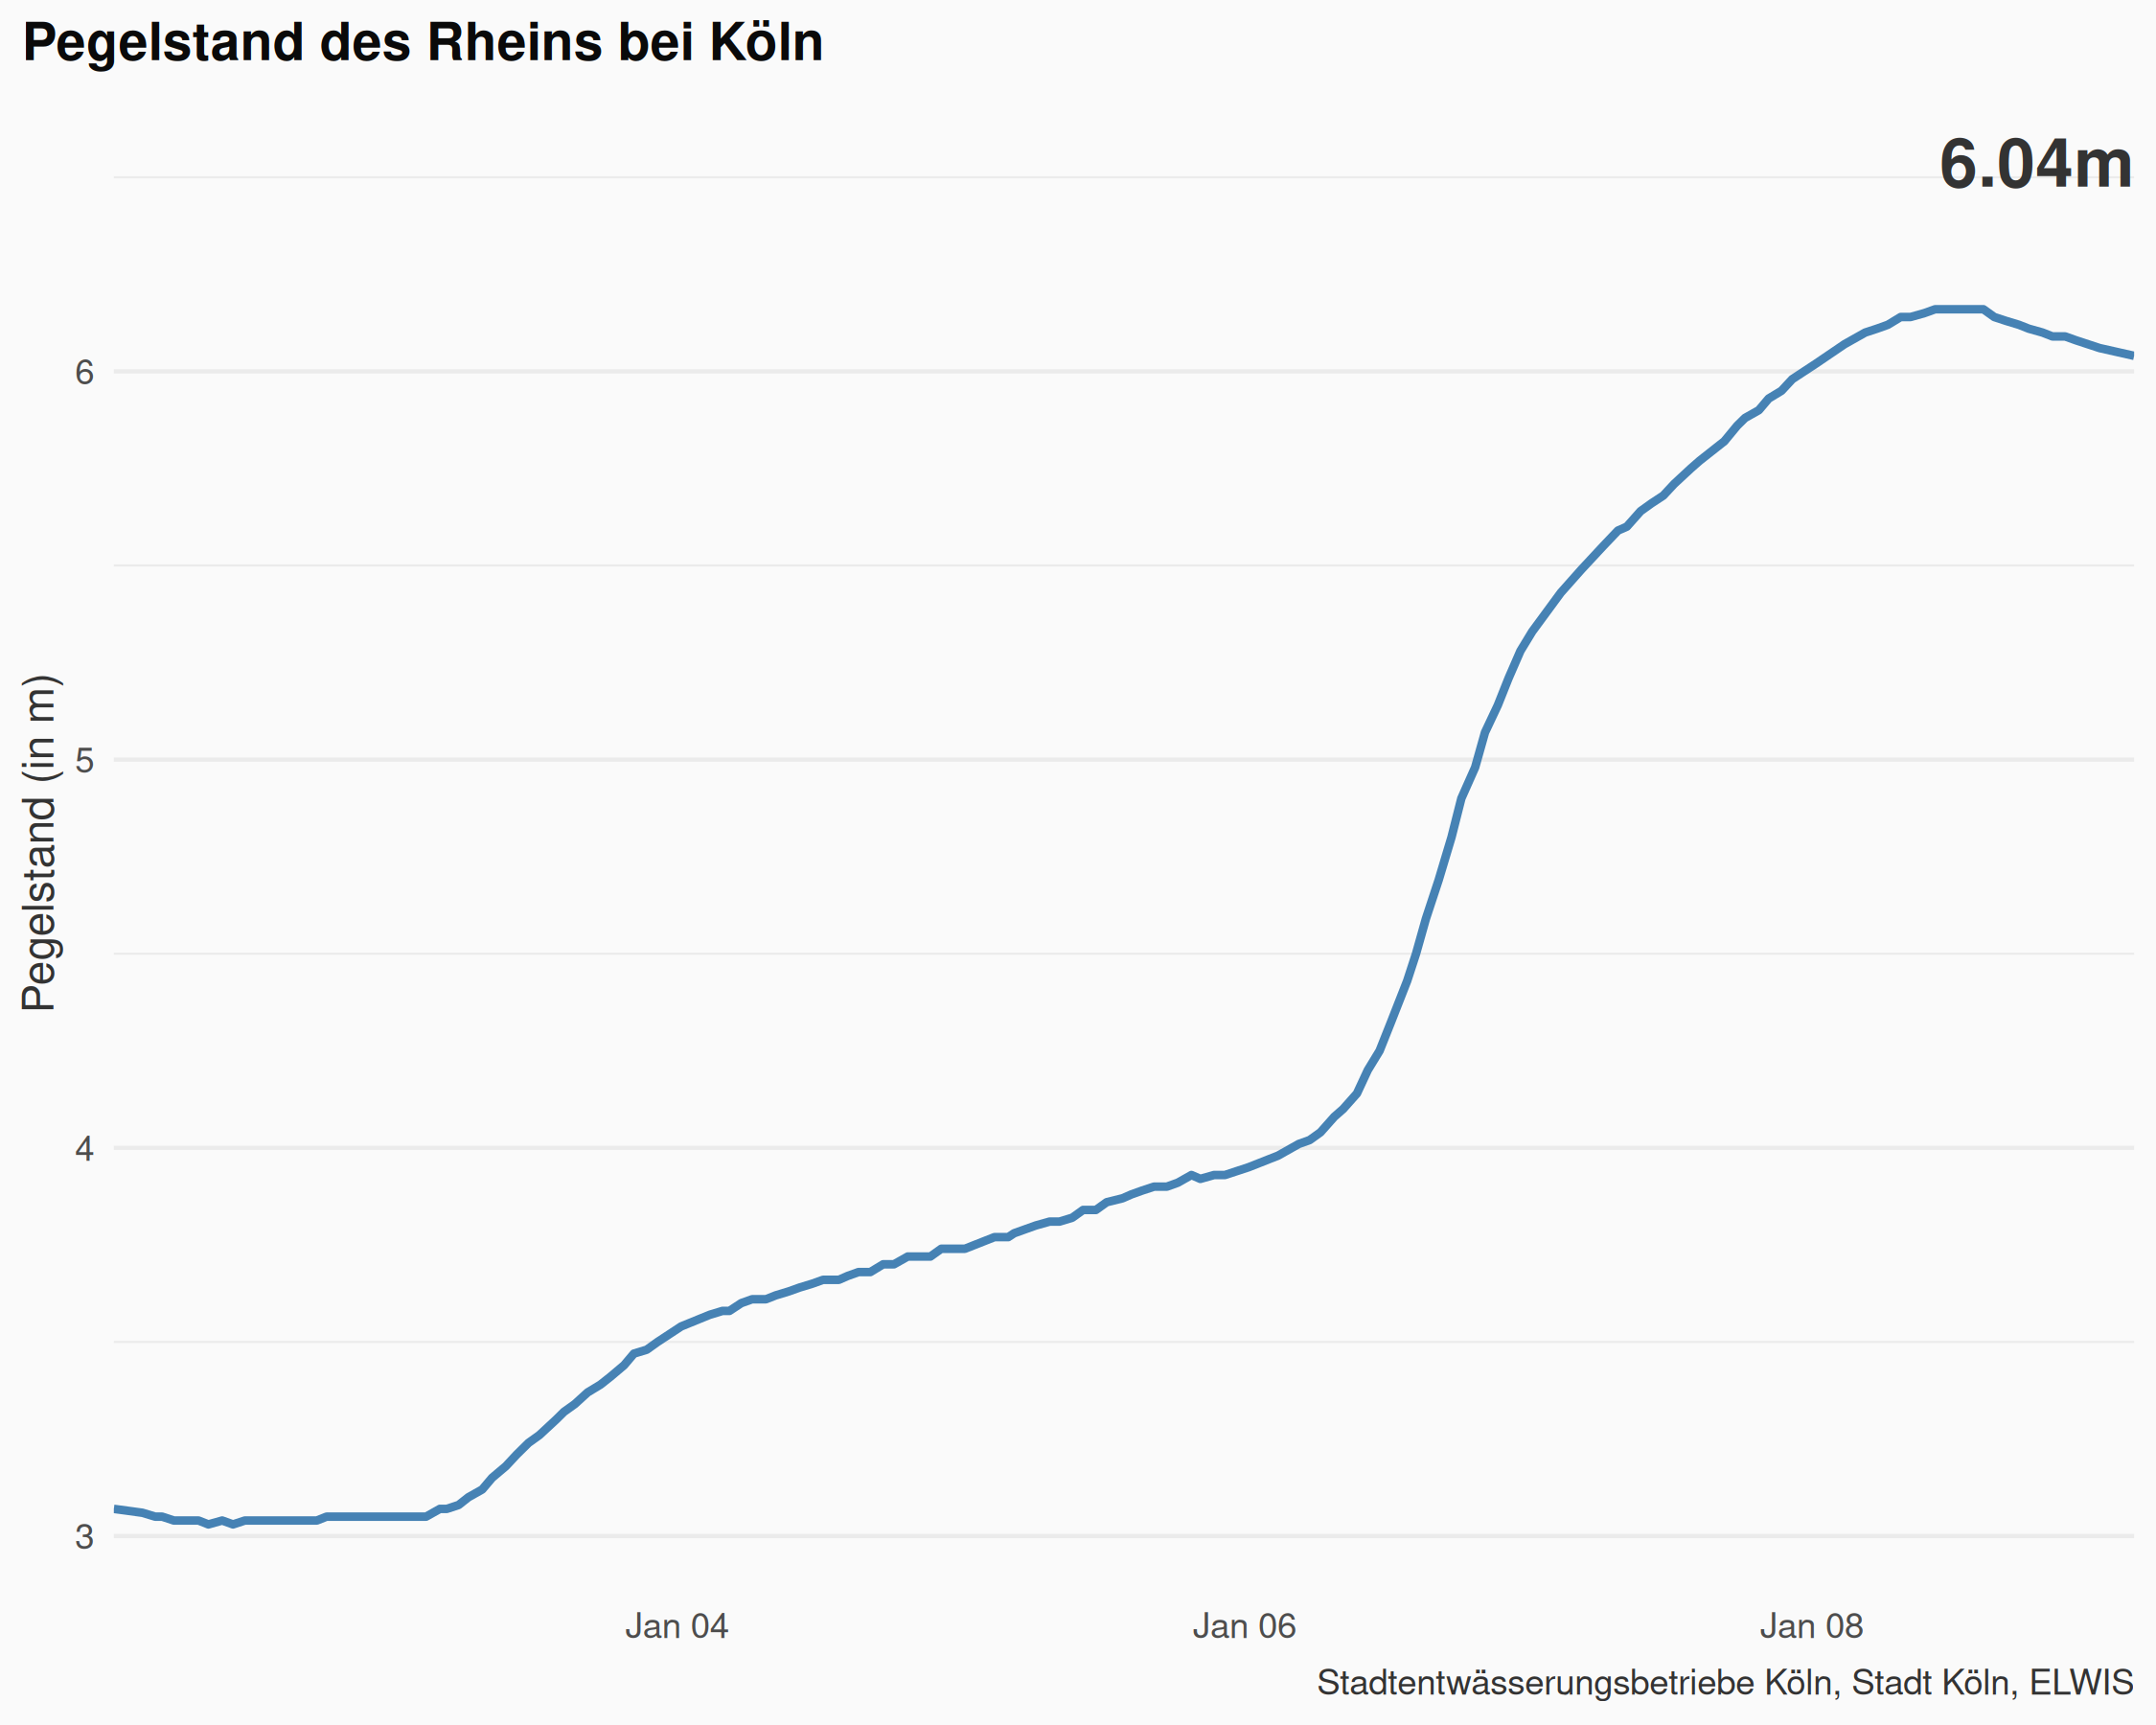 Pegelstand des Rheins bei Köln
6.04m
Pegelstand (in m)
6
5
4
3
Jan 04
Jan 06
Jan 08
Stadtentwässerungsbetriebe Köln, Stadt Köln, ELWIS